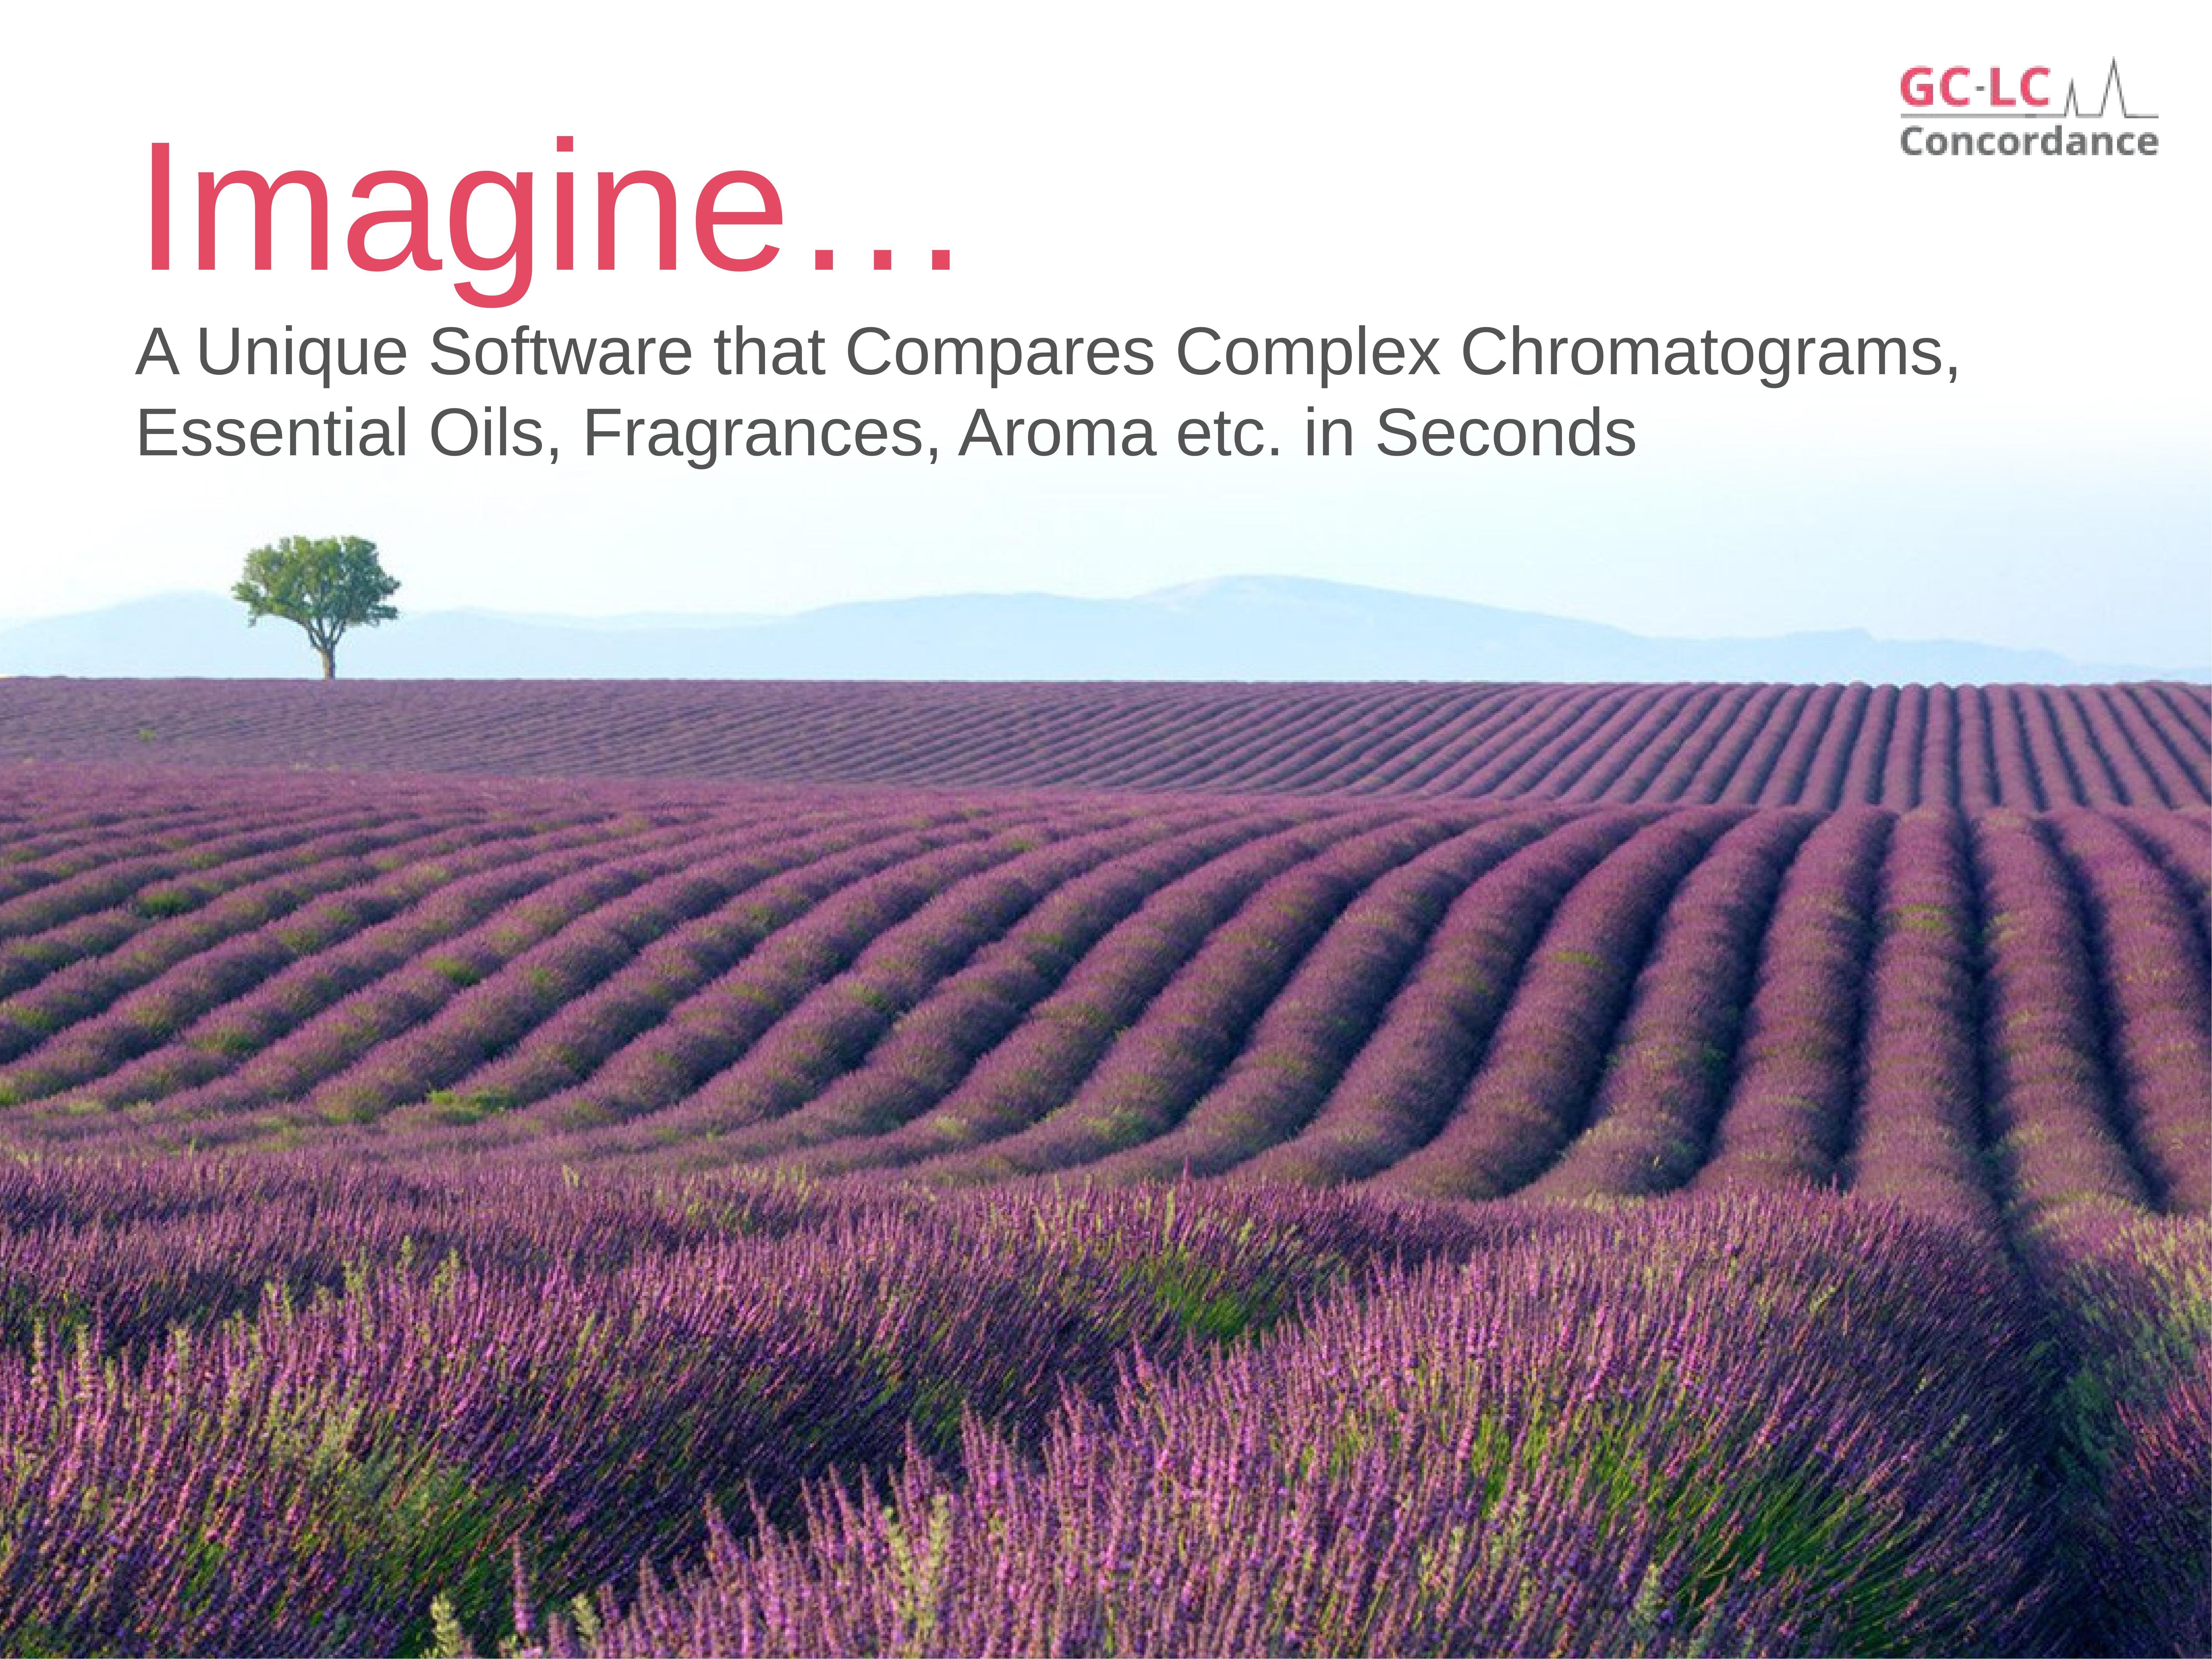 GC-LC
Concordance
Imagine…
A Unique Software that Compares Complex Chromatograms,
Essential Oils, Fragrances, Aroma etc. in Seconds